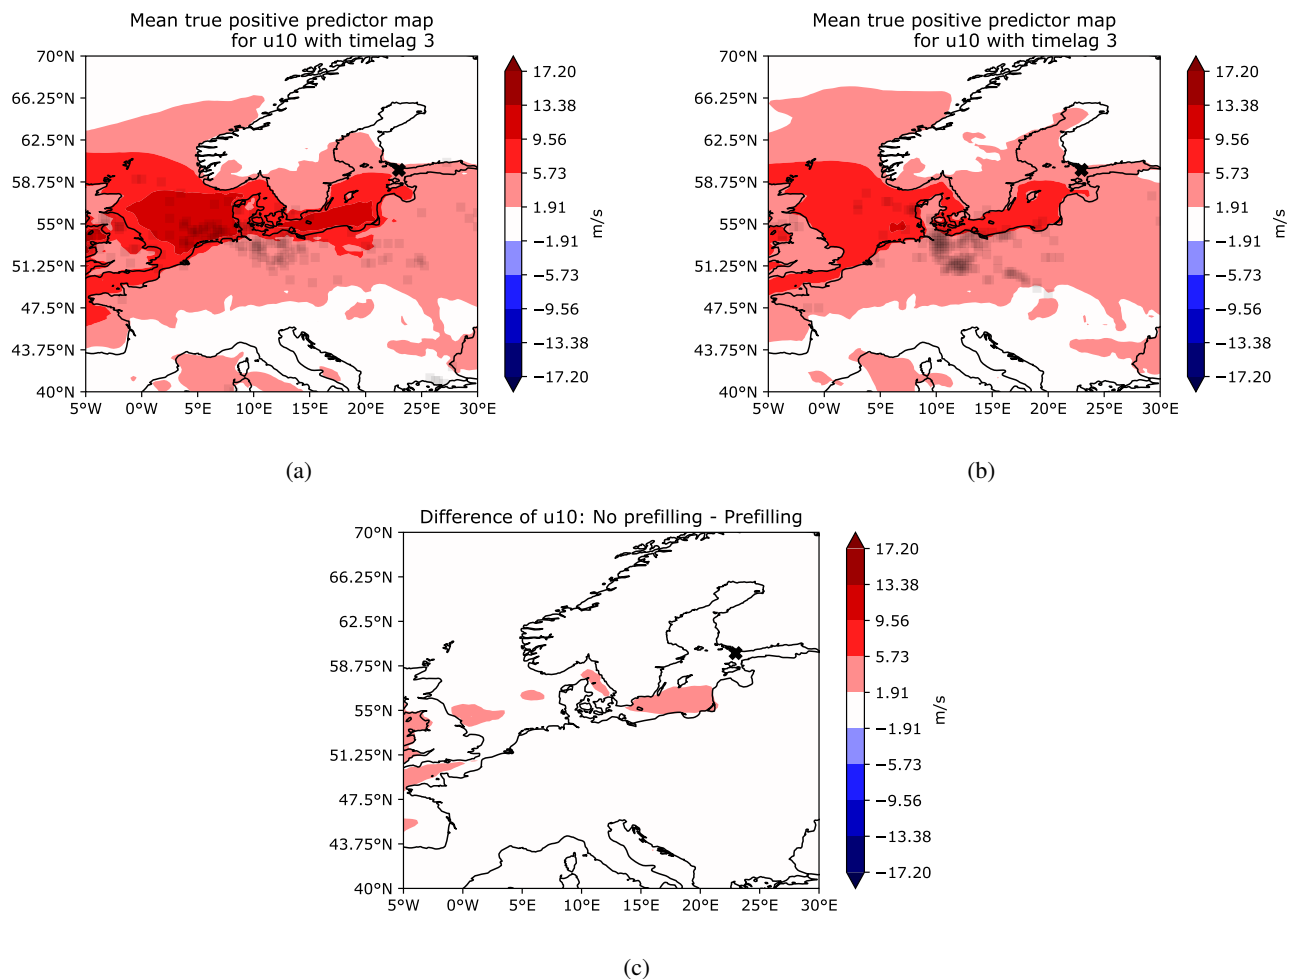 Mean true positive predictor map
for u10 with timelag 3
70°N
66.25°N
62.5°N
58.75°N
55°N
51.25°N
47.5°N
43.75°N
40°N
5°W
0°W
5°E
10°E
15°E
20°E
25°E
30°E
17.20
13.38
9.56
5.73
1.91
−1.91
−5.73
−9.56
−13.38
−17.20
m/s
(a)
Mean true positive predictor map
for u10 with timelag 3
70°N
66.25°N
62.5°N
58.75°N
55°N
51.25°N
47.5°N
43.75°N
40°N
5°W
0°W
5°E
10°E
15°E
20°E
25°E
30°E
17.20
13.38
9.56
5.73
1.91
−1.91
−5.73
−9.56
−13.38
−17.20
m/s
(b)
Difference of u10: No prefilling - Prefilling
70°N
66.25°N
62.5°N
58.75°N
55°N
51.25°N
47.5°N
43.75°N
40°N
5°W
0°W
5°E
10°E
15°E
20°E
25°E
30°E
17.20
13.38
9.56
5.73
1.91
−1.91
−5.73
−9.56
−13.38
−17.20
m/s
(c)